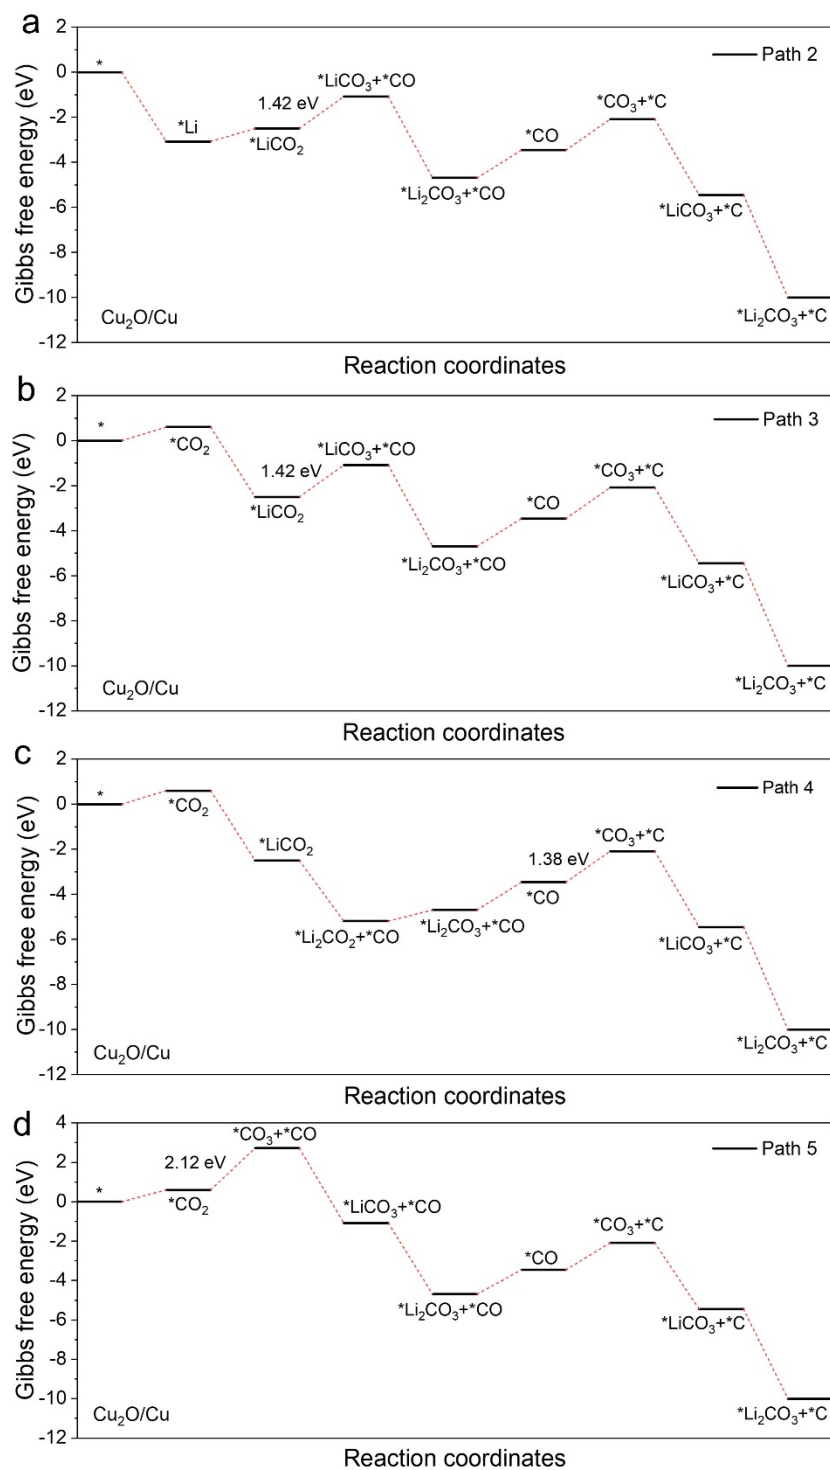 a
Gibbs free energy (eV)
2
0
-2
-4
-6
-8
-10
-12
Path 2
*
*Li
*LiCO₂
1.42 eV
*LiCO₃+*CO
*Li₂CO₃+*CO
*CO
*CO₃+*C
*LiCO₃+*C
*Li₂CO₃+*C
Cu₂O/Cu
Reaction coordinates
b
Gibbs free energy (eV)
2
0
-2
-4
-6
-8
-10
-12
Path 3
*
*CO₂
*LiCO₂
1.42 eV
*LiCO₃+*CO
*Li₂CO₃+*CO
*CO
*CO₃+*C
*LiCO₃+*C
*Li₂CO₃+*C
Cu₂O/Cu
Reaction coordinates
c
Gibbs free energy (eV)
2
0
-2
-4
-6
-8
-10
-12
Path 4
*
*CO₂
*LiCO₂
*Li₂CO₂+*CO
*Li₂CO₃+*CO
1.38 eV
*CO
*CO₃+*C
*LiCO₃+*C
*Li₂CO₃+*C
Cu₂O/Cu
Reaction coordinates
d
Gibbs free energy (eV)
4
2
0
-2
-4
-6
-8
-10
-12
Path 5
*
*CO₂
2.12 eV
*CO₃+*CO
*LiCO₃+*CO
*Li₂CO₃+*CO
*CO
*CO₃+*C
*LiCO₃+*C
*Li₂CO₃+*C
Cu₂O/Cu
Reaction coordinates